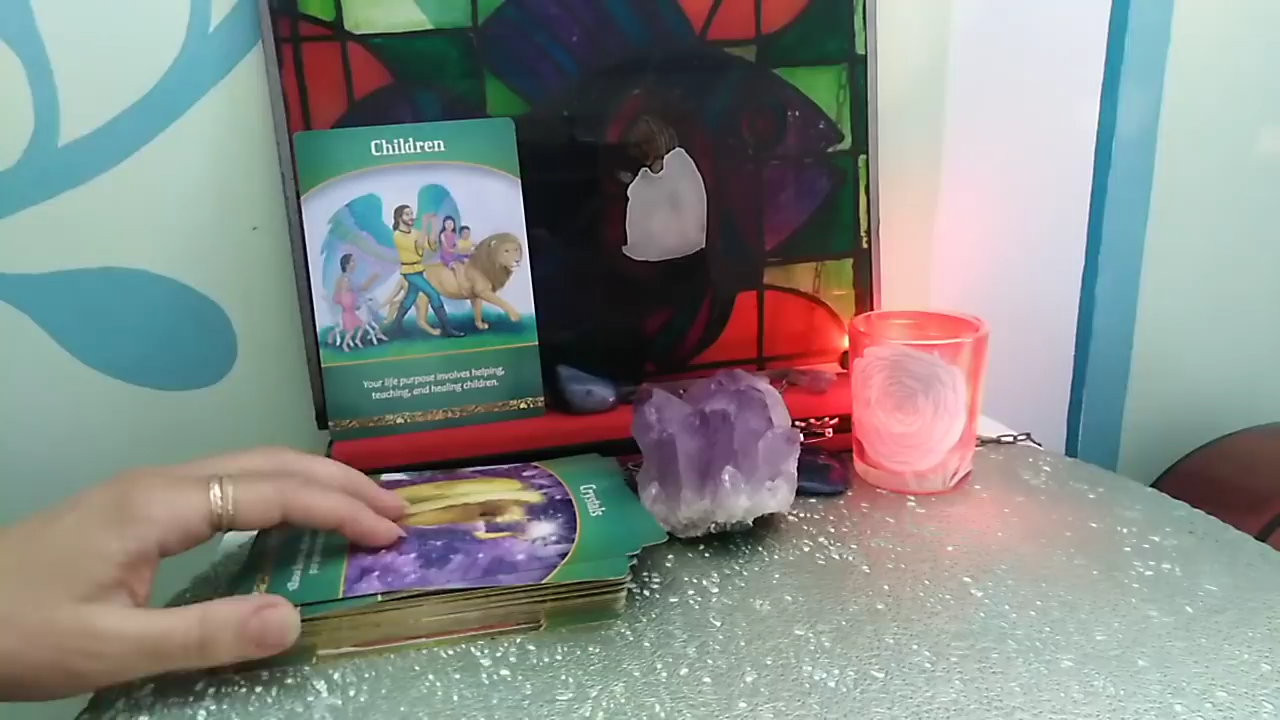 Children
Your life purpose involves helping,
teaching, and healing children.
Crystals